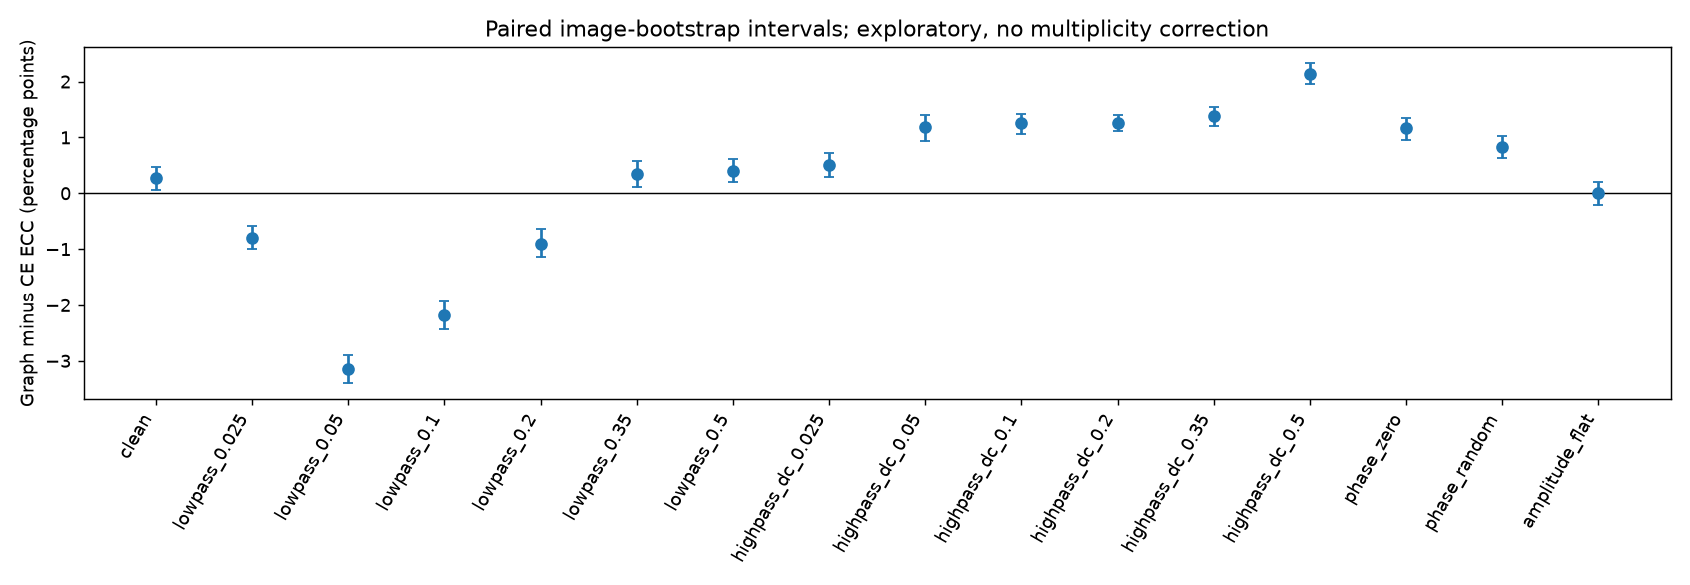 Paired image-bootstrap intervals; exploratory, no multiplicity correction
Graph minus CE ECC (percentage points)
2
1
0
−1
−2
−3
clean
lowpass_0.025
lowpass_0.05
lowpass_0.1
lowpass_0.2
lowpass_0.35
lowpass_0.5
highpass_dc_0.025
highpass_dc_0.05
highpass_dc_0.1
highpass_dc_0.2
highpass_dc_0.35
highpass_dc_0.5
phase_zero
phase_random
amplitude_flat